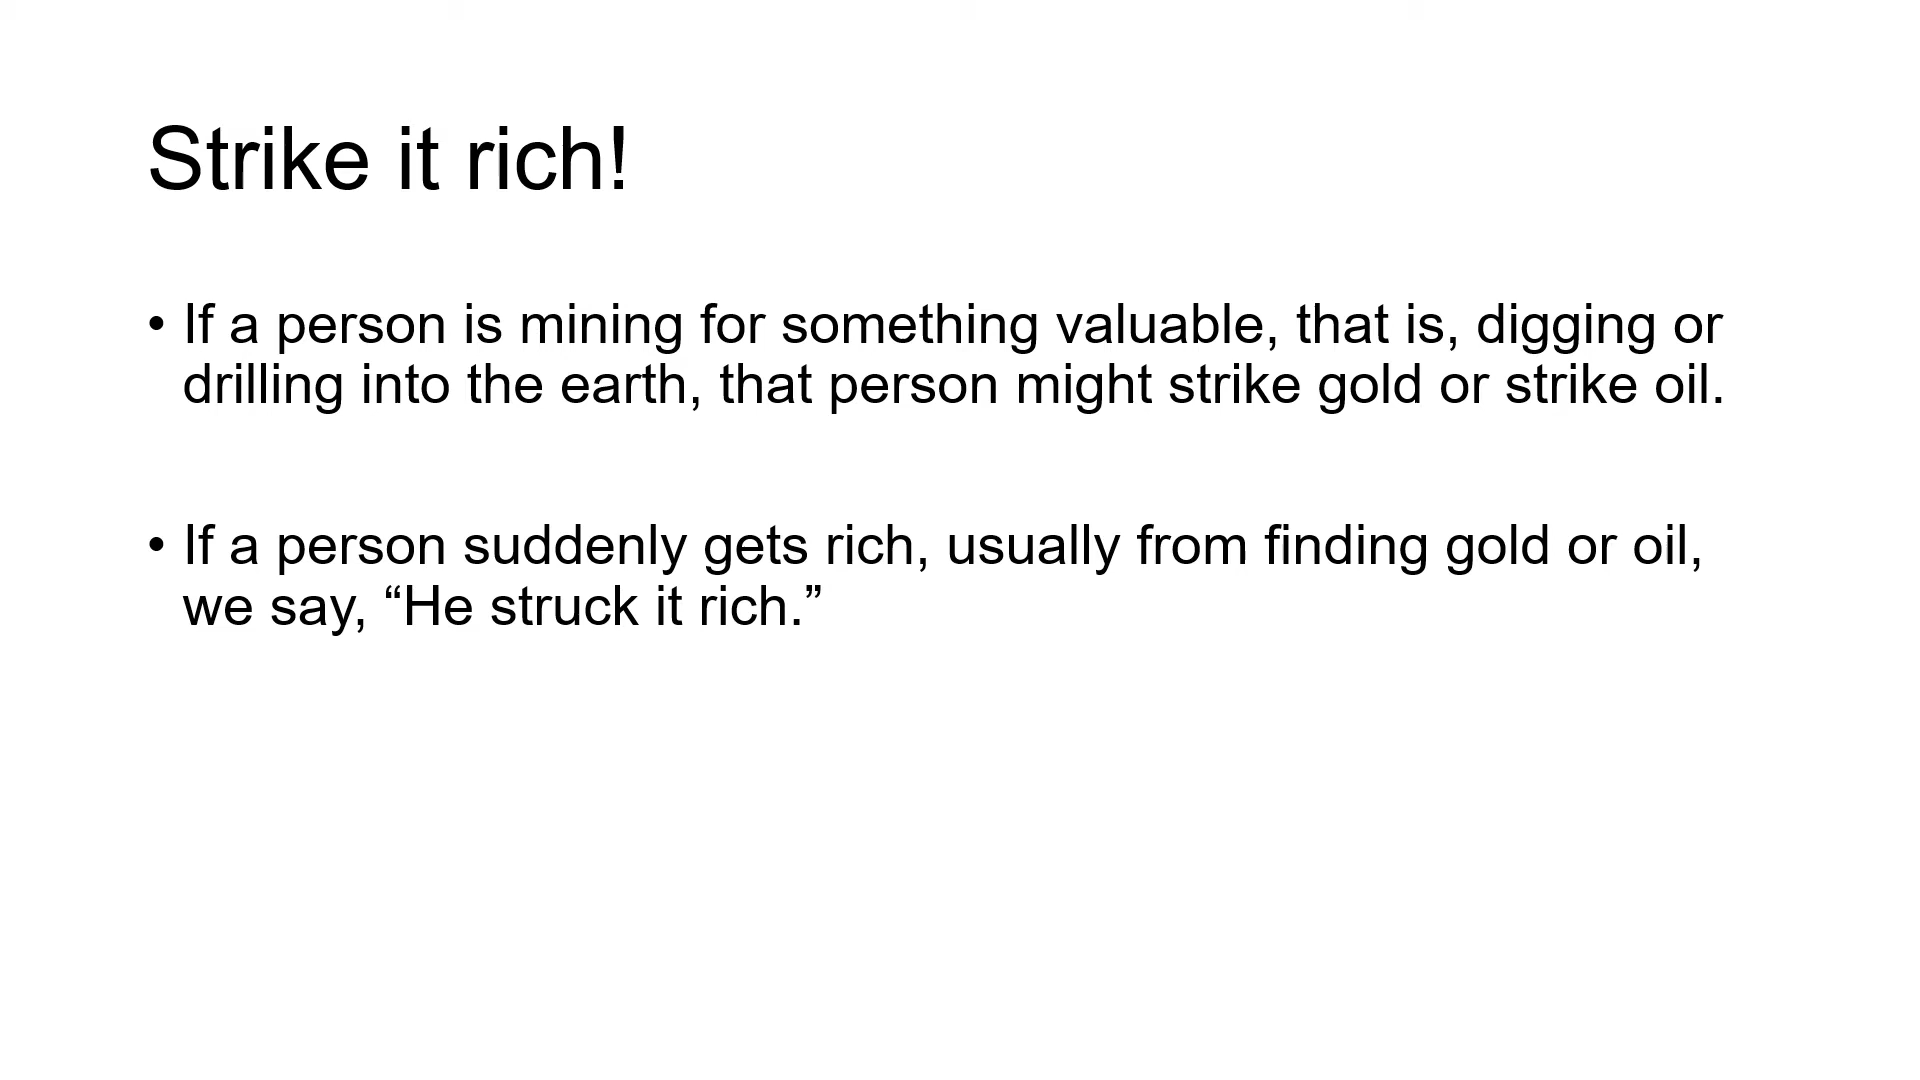 Strike it rich!
• If a person is mining for something valuable, that is, digging or
drilling into the earth, that person might strike gold or strike oil.
• If a person suddenly gets rich, usually from finding gold or oil,
we say, “He struck it rich.”